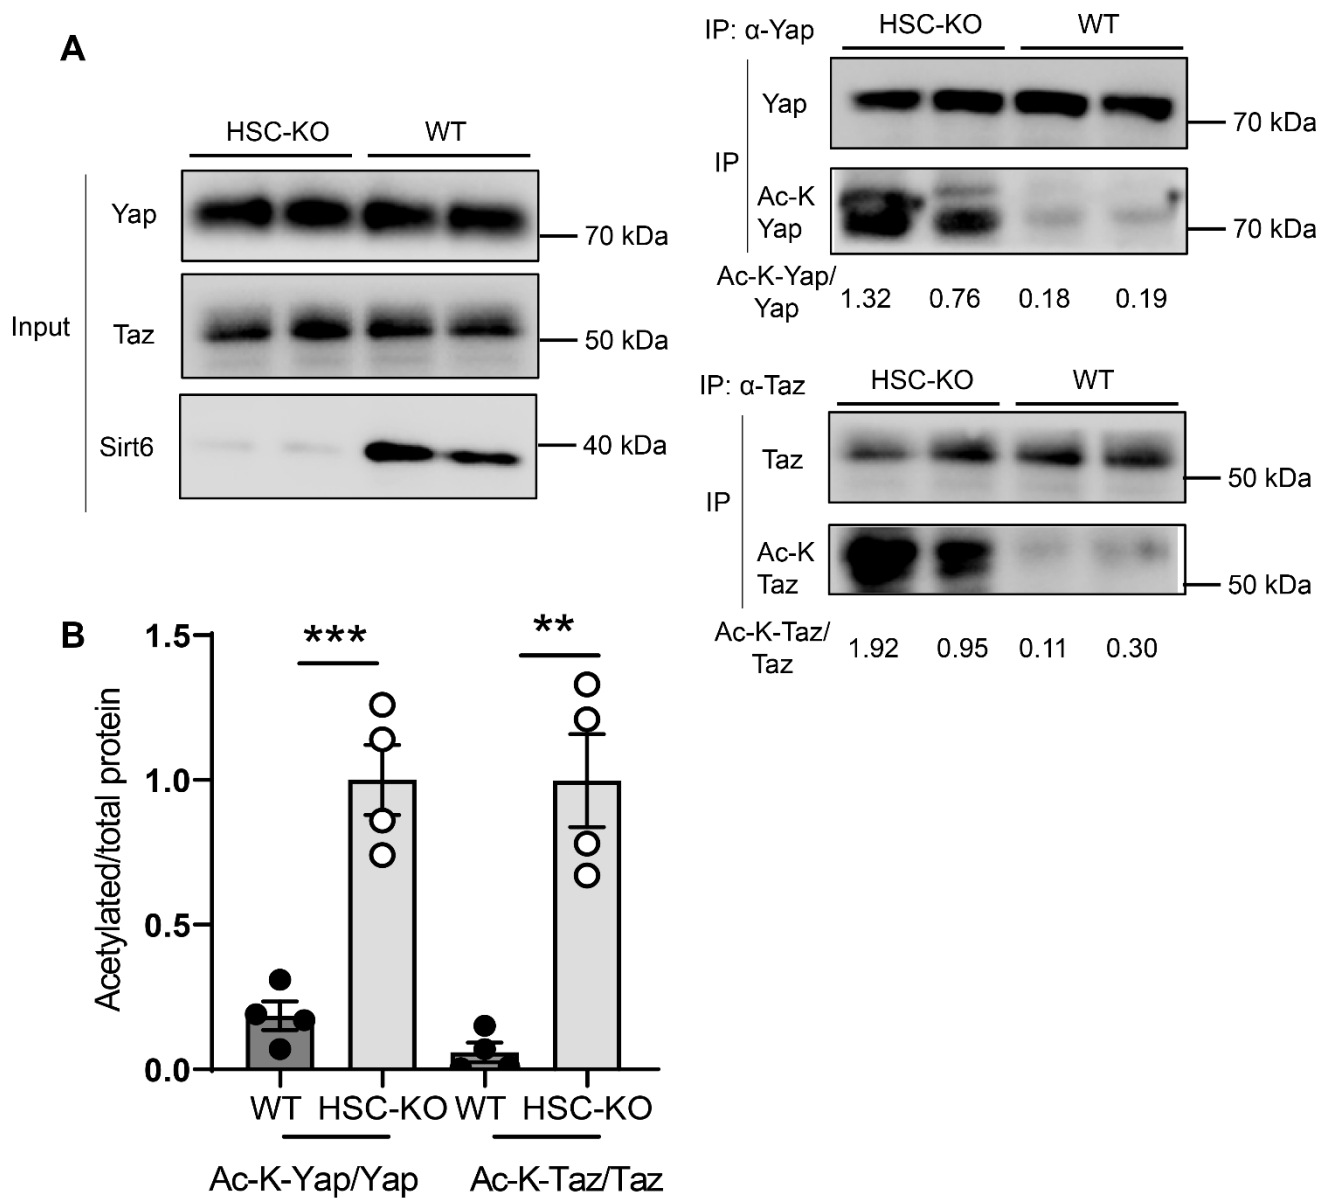 A
HSC-KO WT
Input
Yap
70 kDa
Taz
50 kDa
Sirt6
40 kDa
IP: α-Yap HSC-KO WT
IP
Yap
70 kDa
Ac-K
Yap
70 kDa
Ac-K-Yap/
Yap
1.32 0.76 0.18 0.19
IP: α-Taz HSC-KO WT
IP
Taz
50 kDa
Ac-K
Taz
50 kDa
Ac-K-Taz/
Taz
1.92 0.95 0.11 0.30
B
Acetylated/total protein
1.5
1.0
0.5
0.0
*** **
WT HSC-KO WT HSC-KO
Ac-K-Yap/Yap Ac-K-Taz/Taz